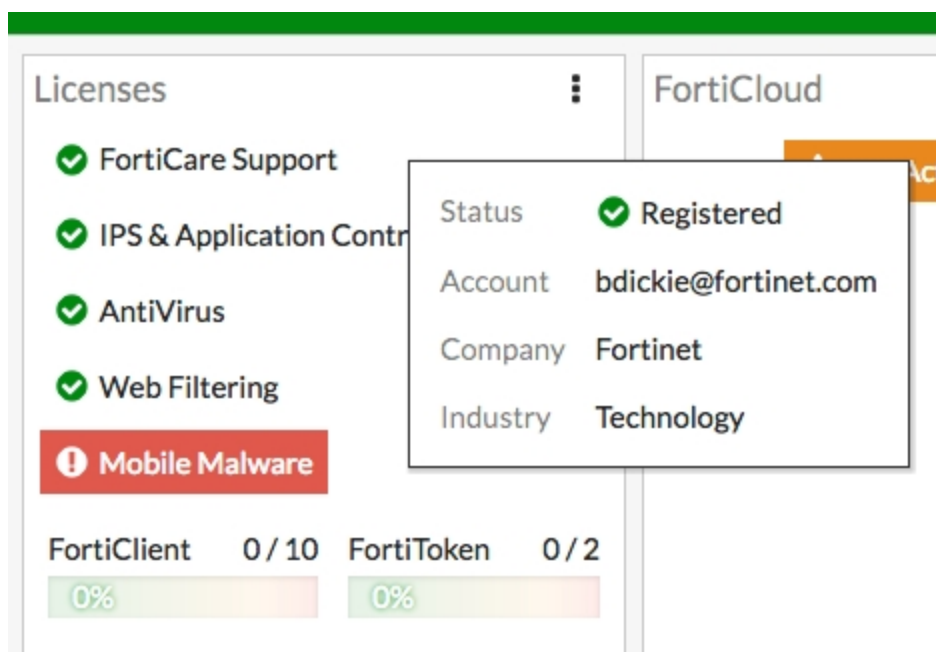 Licenses
FortiCloud
FortiCare Support
IPS & Application Contr
AntiVirus
Web Filtering
Mobile Malware
Status Registered
Account bdickie@fortinet.com
Company Fortinet
Industry Technology
FortiClient 0 / 10 FortiToken 0 / 2
0% 0%